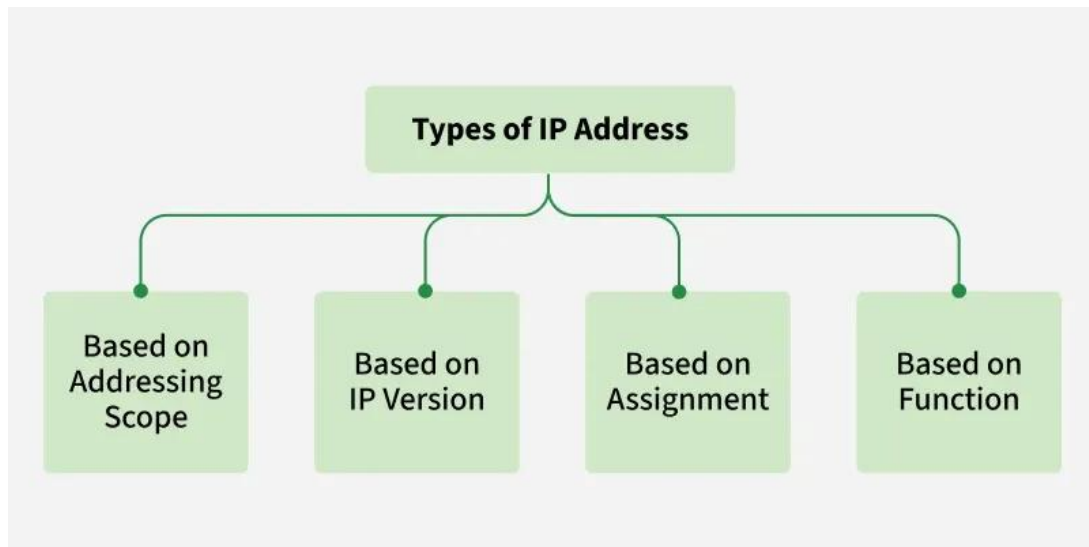 Types of IP Address
Based on
Addressing
Scope
Based on
IP Version
Based on
Assignment
Based on
Function